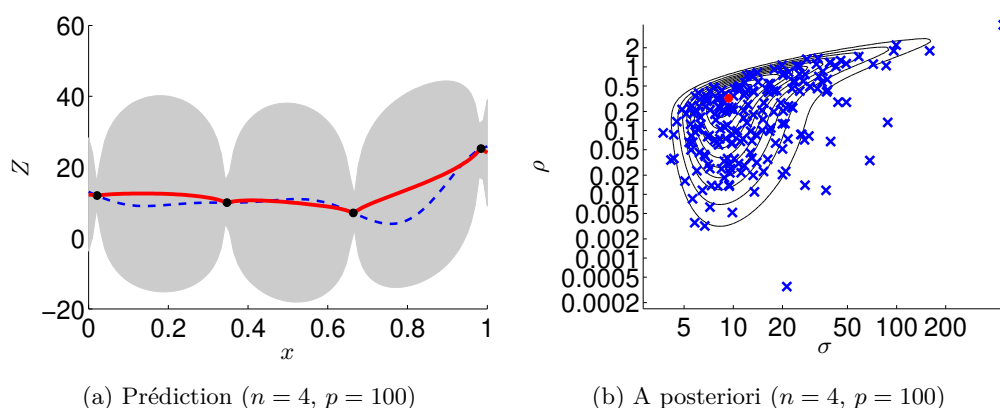 60
40
20
0
−20
Z
0 0.2 0.4 0.6 0.8 1
x
(a) Prédiction (n = 4, p = 100)
2
1
0.5
0.2
0.1
0.05
0.02
0.01
0.005
0.002
0.001
0.0005
0.0002
ρ
5 10 20 50 100 200
σ
(b) A posteriori (n = 4, p = 100)